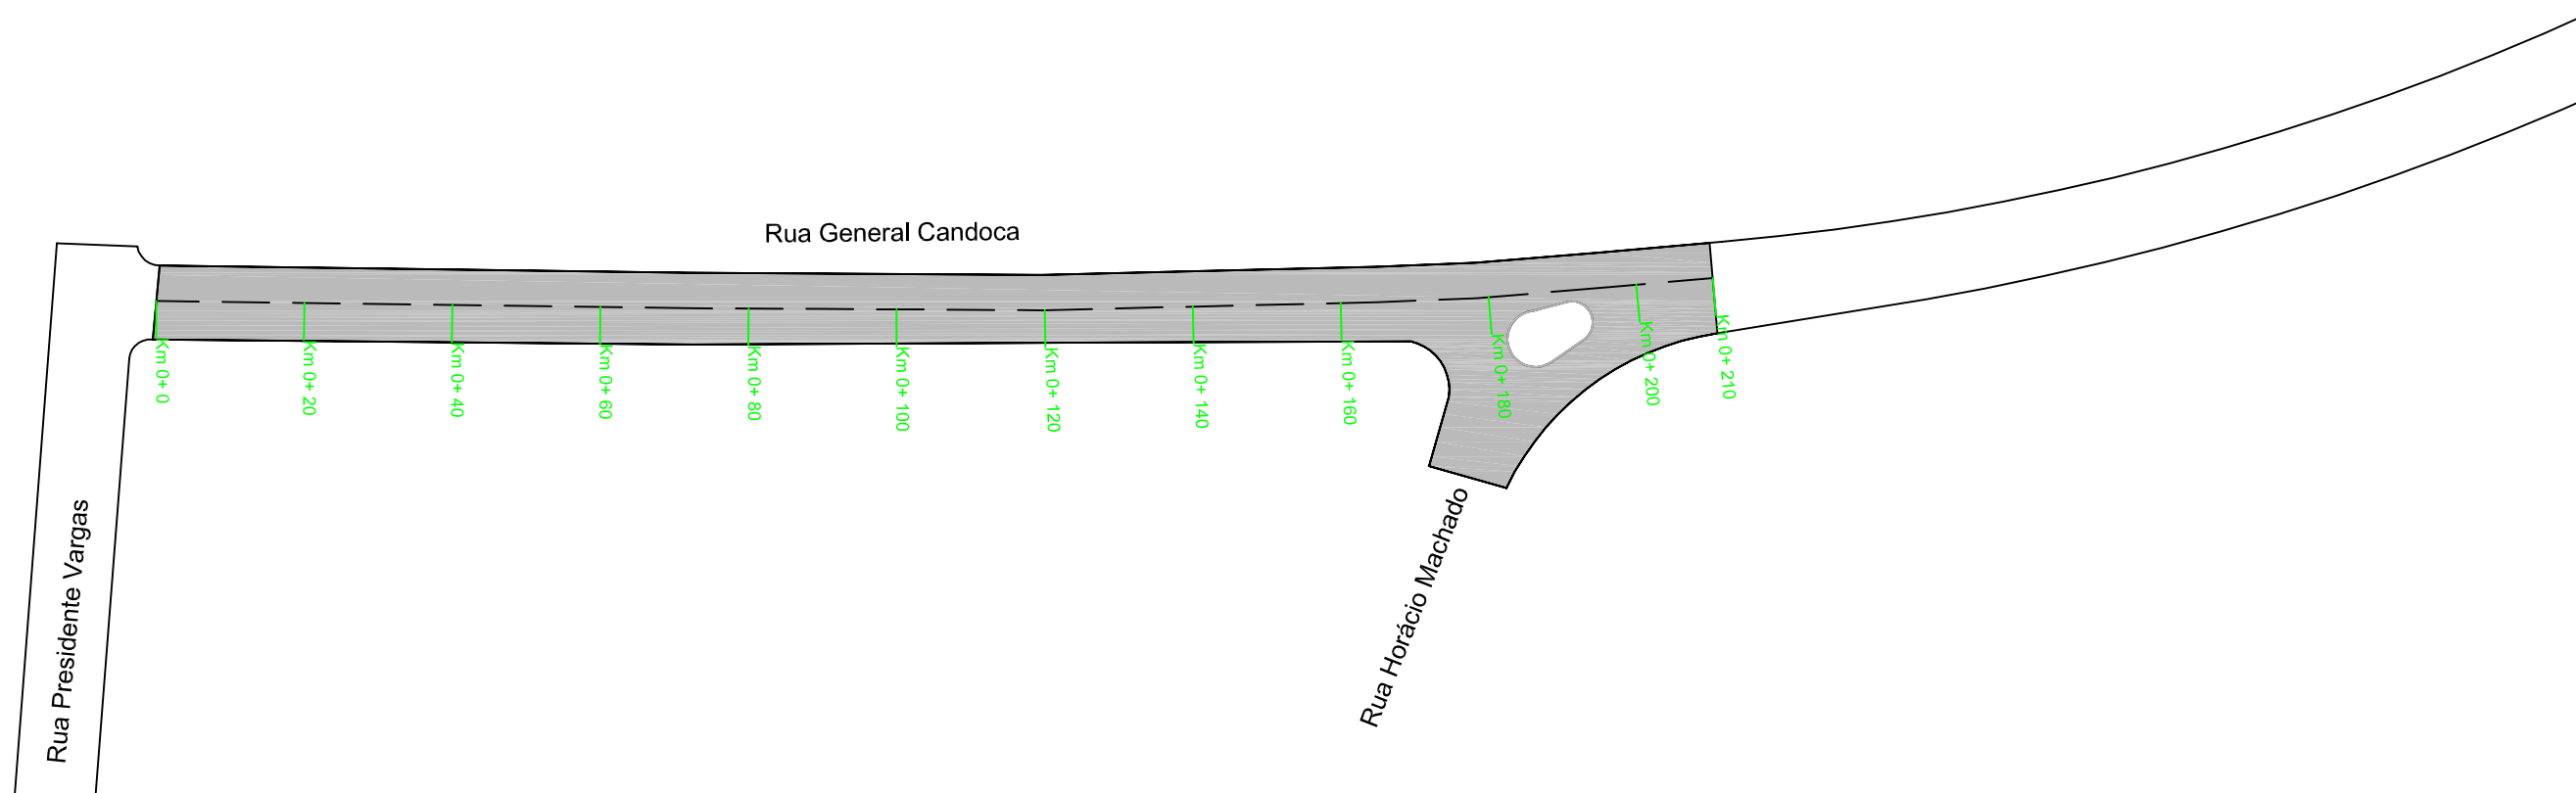 Rua General Candoca
Km 0+ 0
Km 0+ 20
Km 0+ 40
Km 0+ 60
Km 0+ 80
Km 0+ 100
Km 0+ 120
Km 0+ 140
Km 0+ 160
Km 0+ 180
Km 0+ 200
Km 0+ 210
Rua Presidente Vargas
Rua Horácio Machado